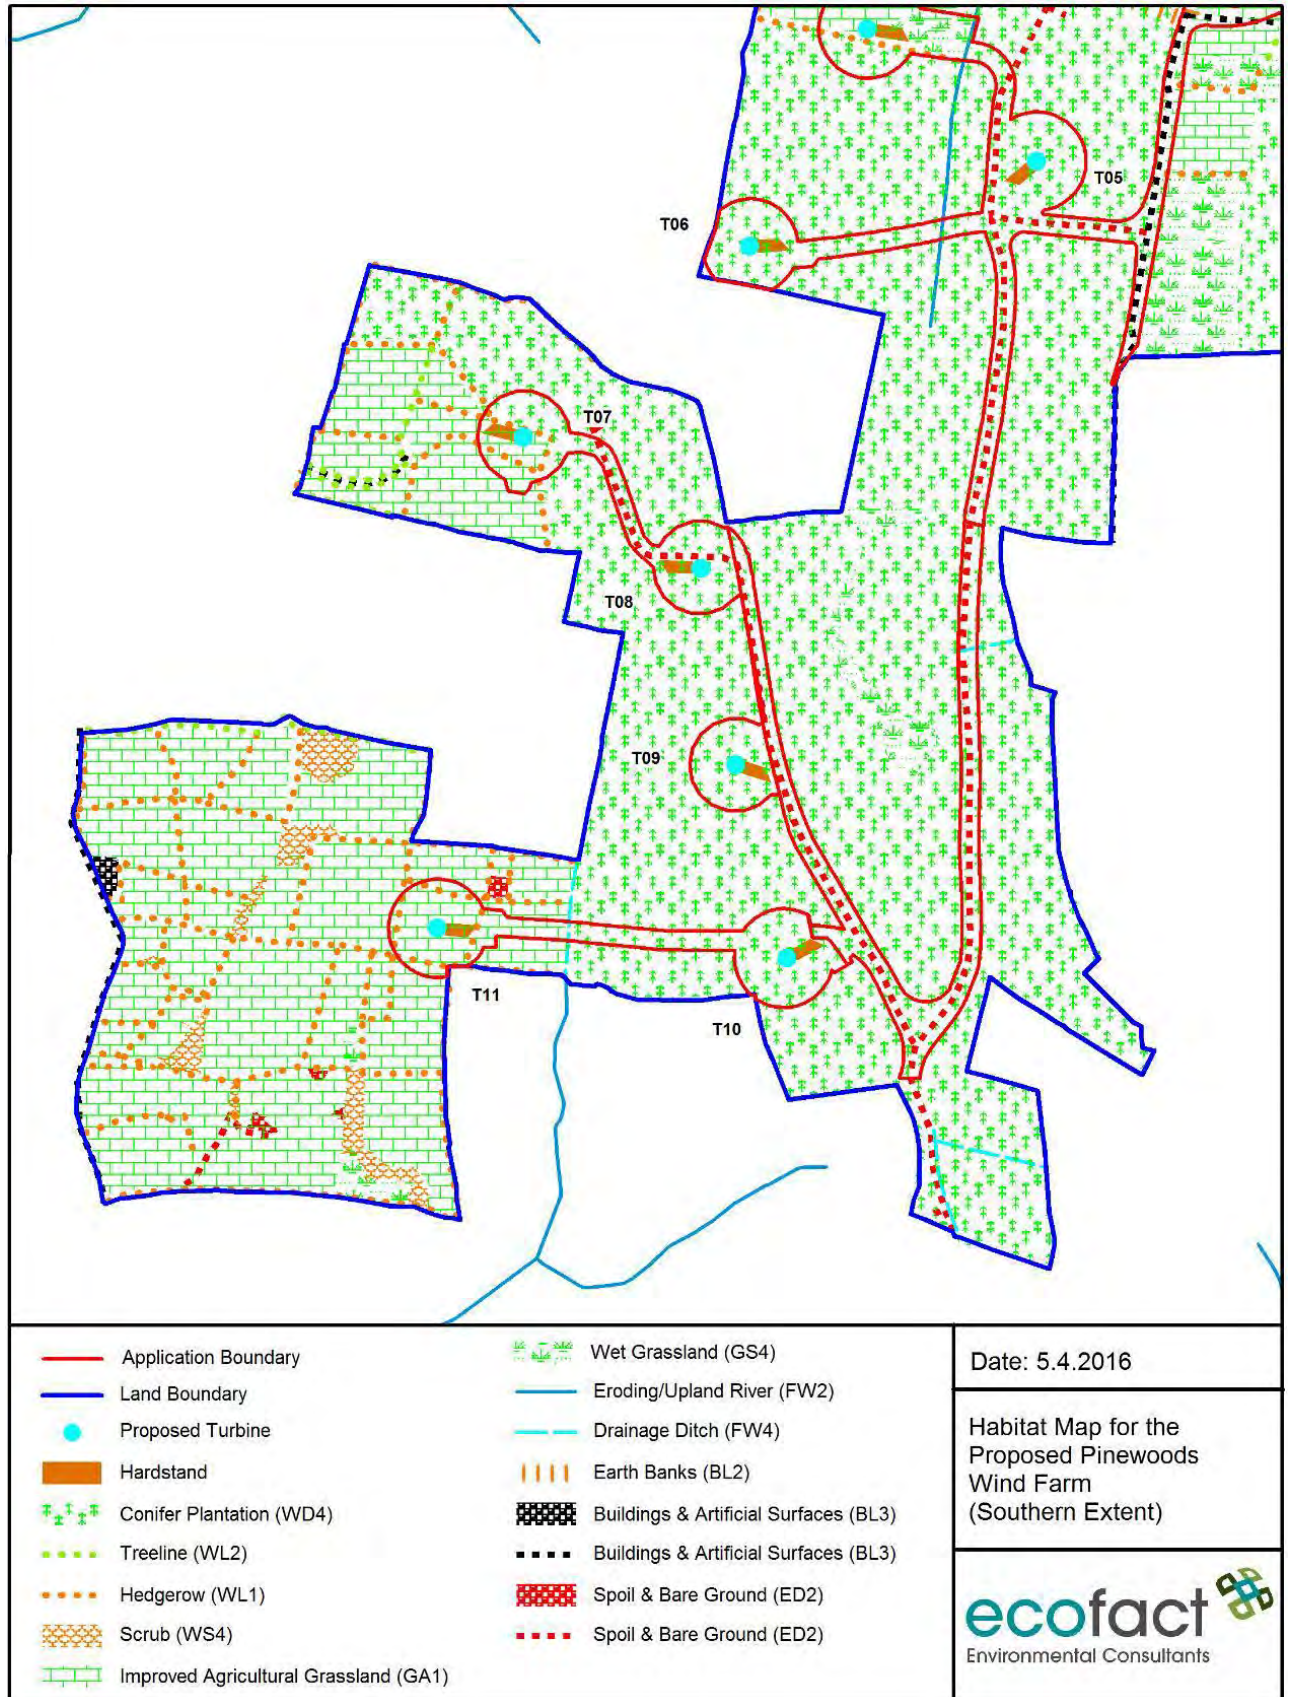 T05
T06
T07
T08
T09
T11
T10
Application Boundary
Land Boundary
Proposed Turbine
Hardstand
Conifer Plantation (WD4)
Treeline (WL2)
Hedgerow (WL1)
Scrub (WS4)
Improved Agricultural Grassland (GA1)
Wet Grassland (GS4)
Eroding/Upland River (FW2)
Drainage Ditch (FW4)
Earth Banks (BL2)
Buildings & Artificial Surfaces (BL3)
Buildings & Artificial Surfaces (BL3)
Spoil & Bare Ground (ED2)
Spoil & Bare Ground (ED2)
Date: 5.4.2016
Habitat Map for the
Proposed Pinewoods
Wind Farm
(Southern Extent)
ecofact
Environmental Consultants